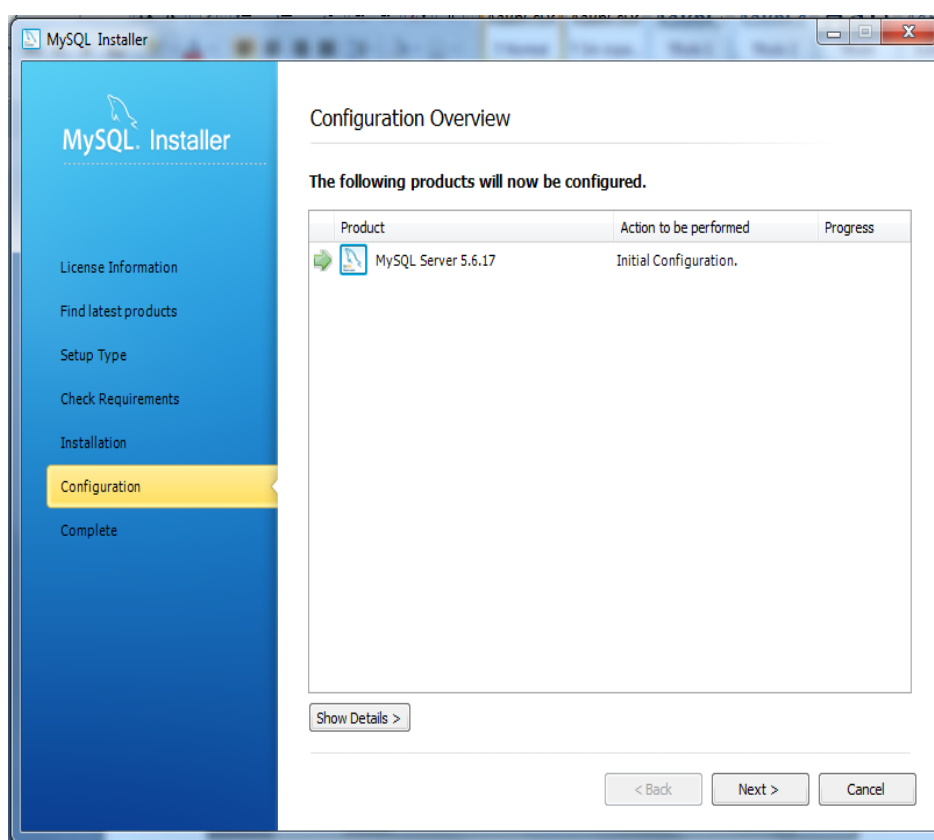 MySQL Installer
MySQL. Installer
Configuration Overview
The following products will now be configured.
Product Action to be performed Progress
MySQL Server 5.6.17 Initial Configuration.
License Information
Find latest products
Setup Type
Check Requirements
Installation
Configuration
Complete
Show Details >
< Back Next > Cancel